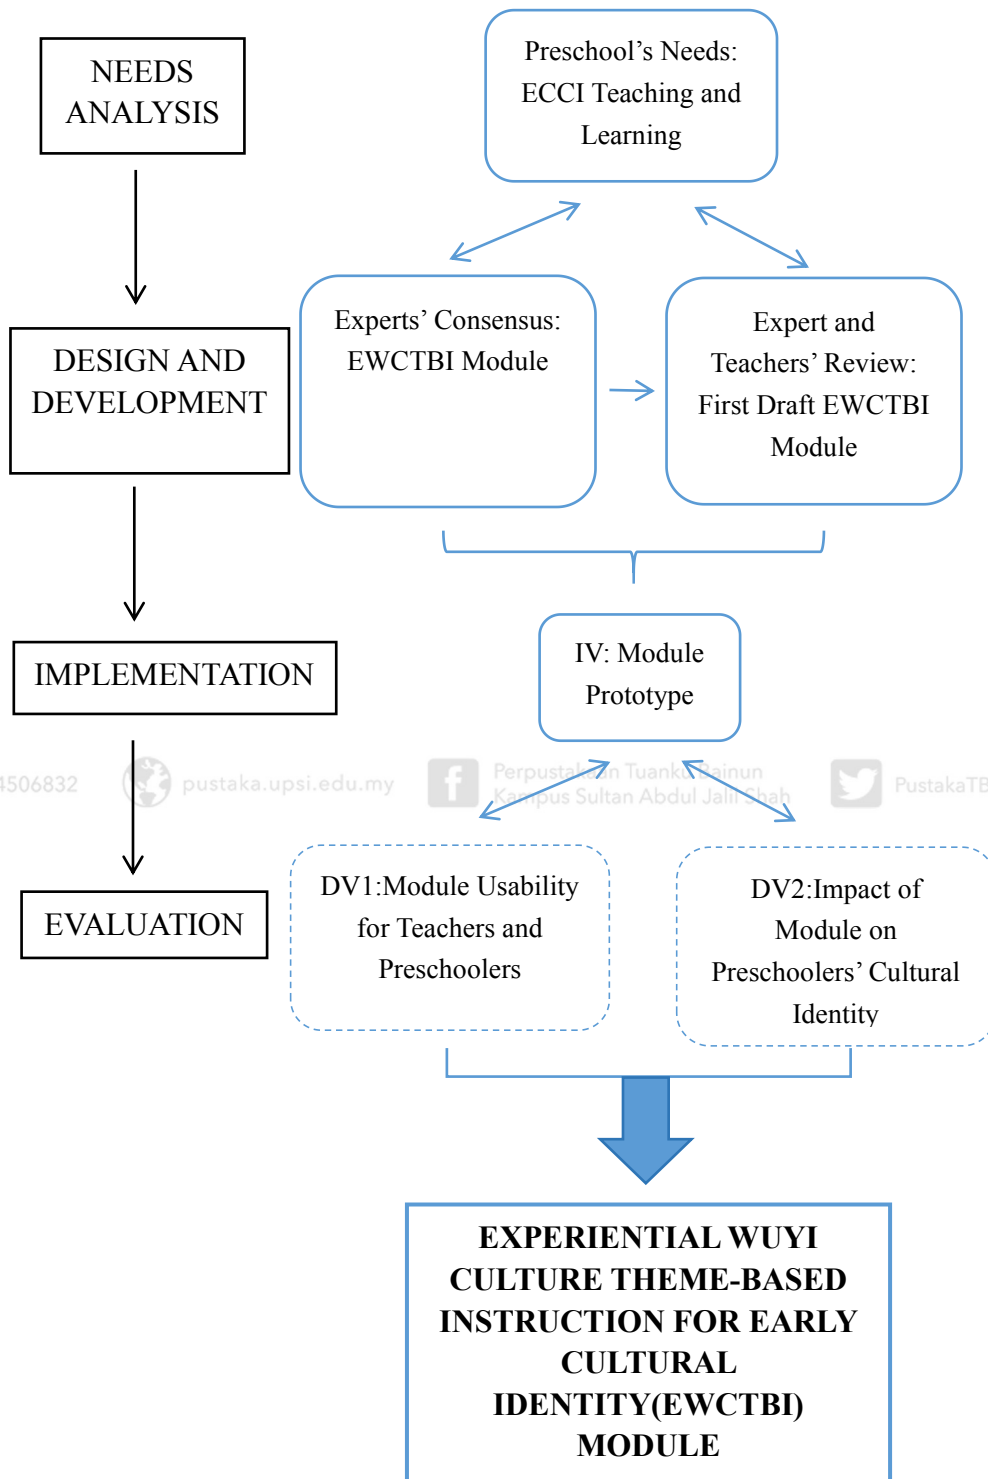 NEEDS
ANALYSIS
Preschool’s Needs:
ECCI Teaching and
Learning
DESIGN AND
DEVELOPMENT
Experts’ Consensus:
EWCTBI Module
Expert and
Teachers’ Review:
First Draft EWCTBI
Module
IMPLEMENTATION
IV: Module
Prototype
4506832
pustaka.upsi.edu.my
Perpustakaan Tuanku Bainun
Kampus Sultan Abdul Jalil Shah
PustakaTB
EVALUATION
DV1:Module Usability
for Teachers and
Preschoolers
DV2:Impact of
Module on
Preschoolers’ Cultural
Identity
EXPERIENTIAL WUYI
CULTURE THEME-BASED
INSTRUCTION FOR EARLY
CULTURAL
IDENTITY(EWCTBI)
MODULE